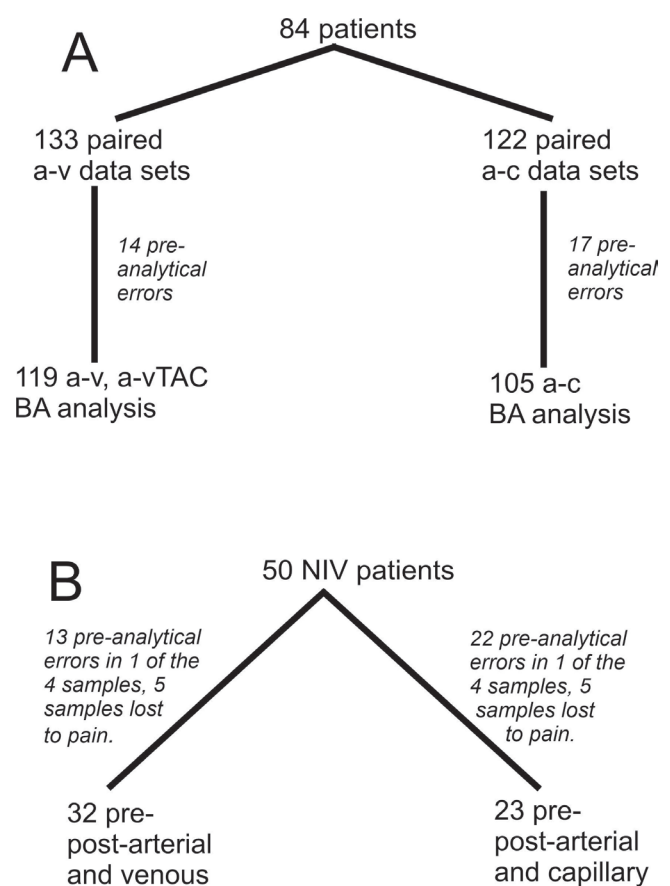 A
84 patients
133 paired
a-v data sets
122 paired
a-c data sets
14 pre-
analytical
errors
17 pre-
analytical
errors
119 a-v, a-vTAC
BA analysis
105 a-c
BA analysis
B
50 NIV patients
13 pre-analytical
errors in 1 of the
4 samples, 5
samples lost
to pain.
22 pre-analytical
errors in 1 of the
4 samples, 5
samples lost
to pain.
32 pre-
post-arterial
and venous
23 pre-
post-arterial
and capillary